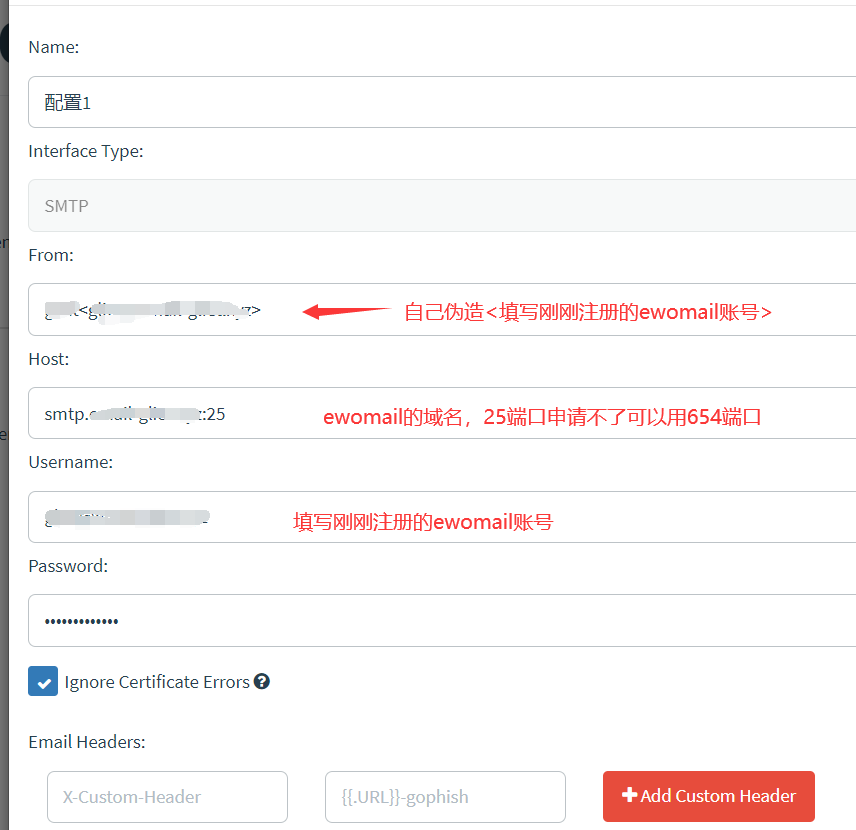 Name:
配置1
Interface Type:
SMTP
From:
自己伪造<填写刚刚注册的ewomail账号>
Host:
smtp. :25
ewomail的域名，25端口申请不了可以用654端口
Username:
填写刚刚注册的ewomail账号
Password:
•••••••••••••
Ignore Certificate Errors
Email Headers:
X-Custom-Header
{{.URL}}-gophish
Add Custom Header